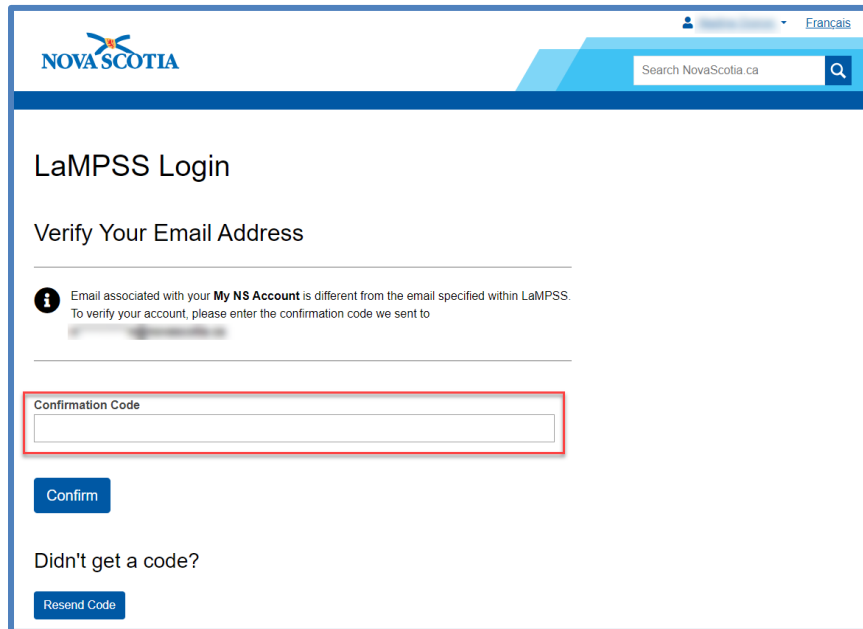 Français
NOVA SCOTIA
Search NovaScotia.ca
LaMPSS Login
Verify Your Email Address
Email associated with your My NS Account is different from the email specified within LaMPSS.
To verify your account, please enter the confirmation code we sent to
Confirmation Code
Confirm
Didn't get a code?
Resend Code